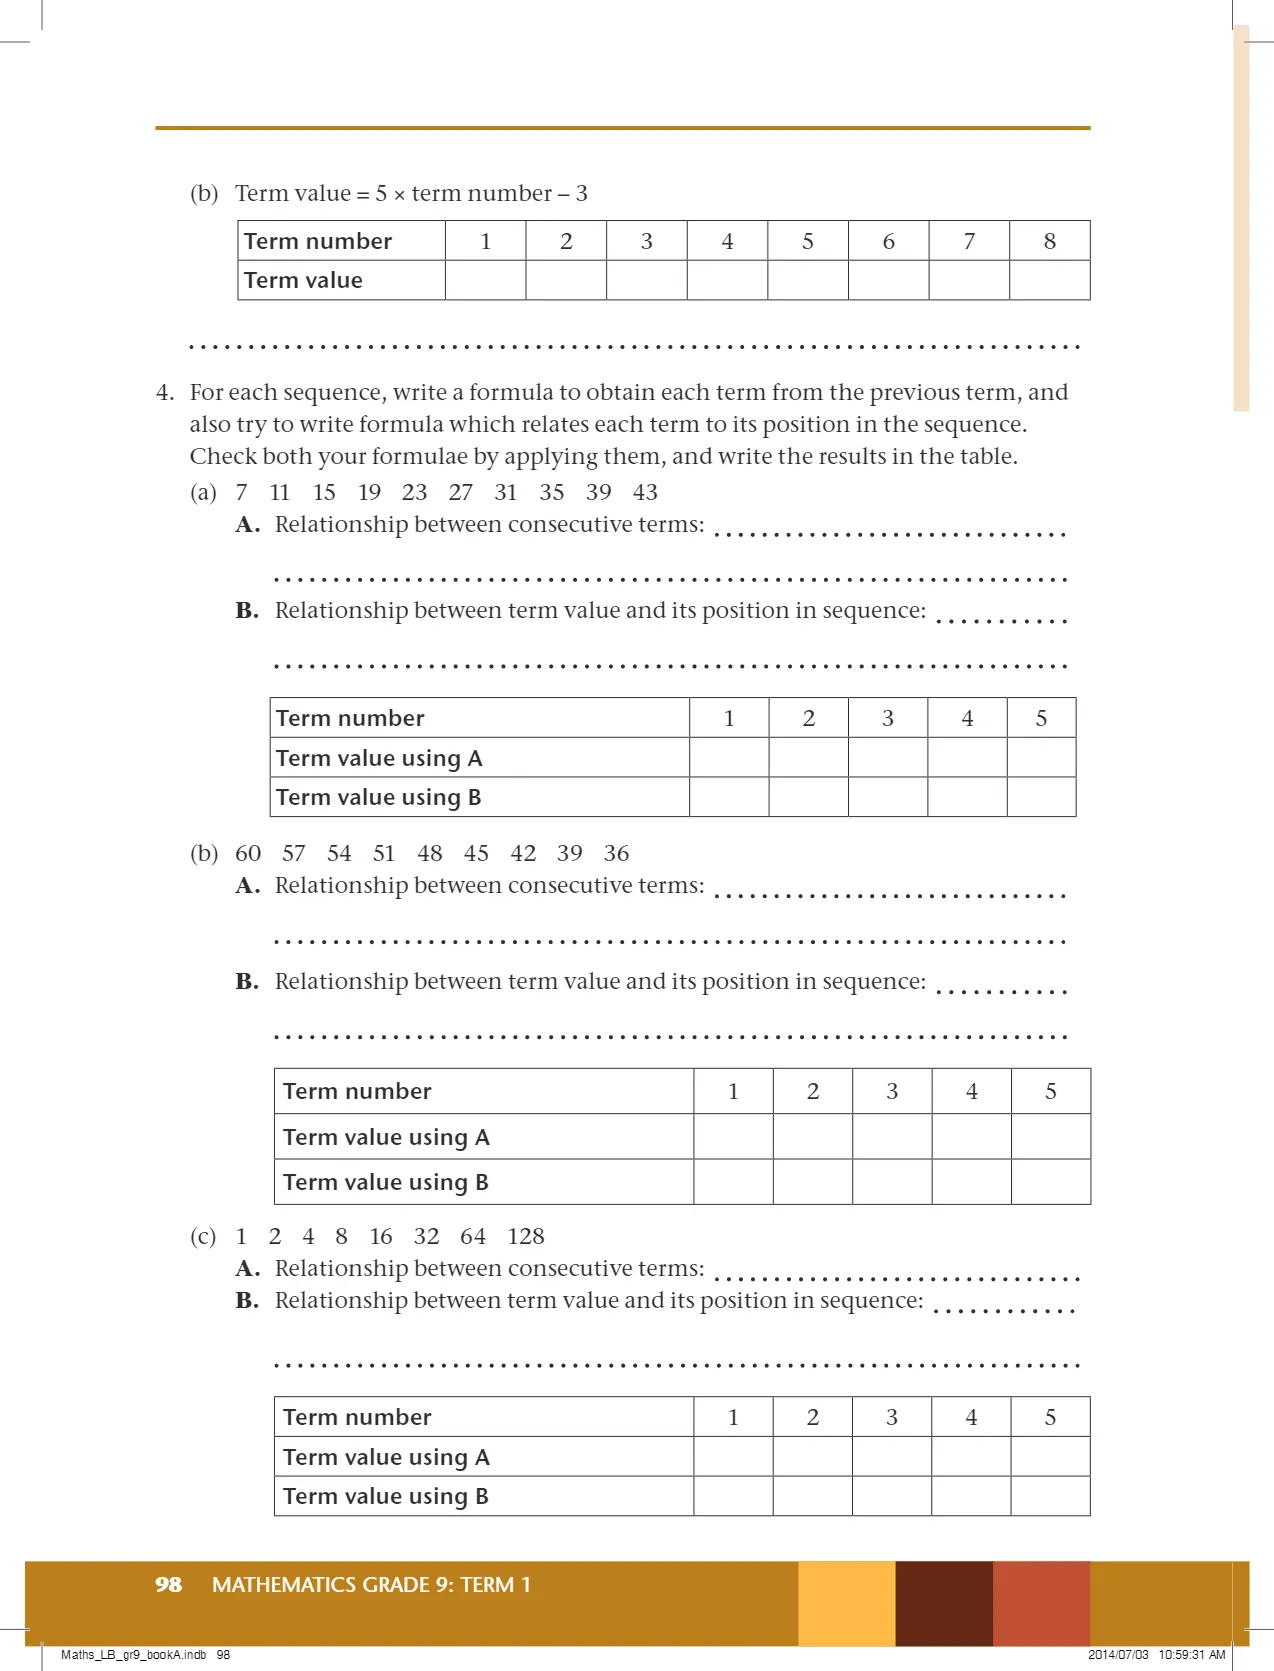 (b) Term value = 5 × term number – 3
Term number 1 2 3 4 5 6 7 8
Term value
4. For each sequence, write a formula to obtain each term from the previous term, and
also try to write formula which relates each term to its position in the sequence.
Check both your formulae by applying them, and write the results in the table.
(a) 7 11 15 19 23 27 31 35 39 43
A. Relationship between consecutive terms:
B. Relationship between term value and its position in sequence:
Term number 1 2 3 4 5
Term value using A
Term value using B
(b) 60 57 54 51 48 45 42 39 36
A. Relationship between consecutive terms:
B. Relationship between term value and its position in sequence:
Term number 1 2 3 4 5
Term value using A
Term value using B
(c) 1 2 4 8 16 32 64 128
A. Relationship between consecutive terms:
B. Relationship between term value and its position in sequence:
Term number 1 2 3 4 5
Term value using A
Term value using B
98 MATHEMATICS GRADE 9: TERM 1
Maths_LB_gr9_bookA.indb 98 2014/07/03 10:59:31 AM